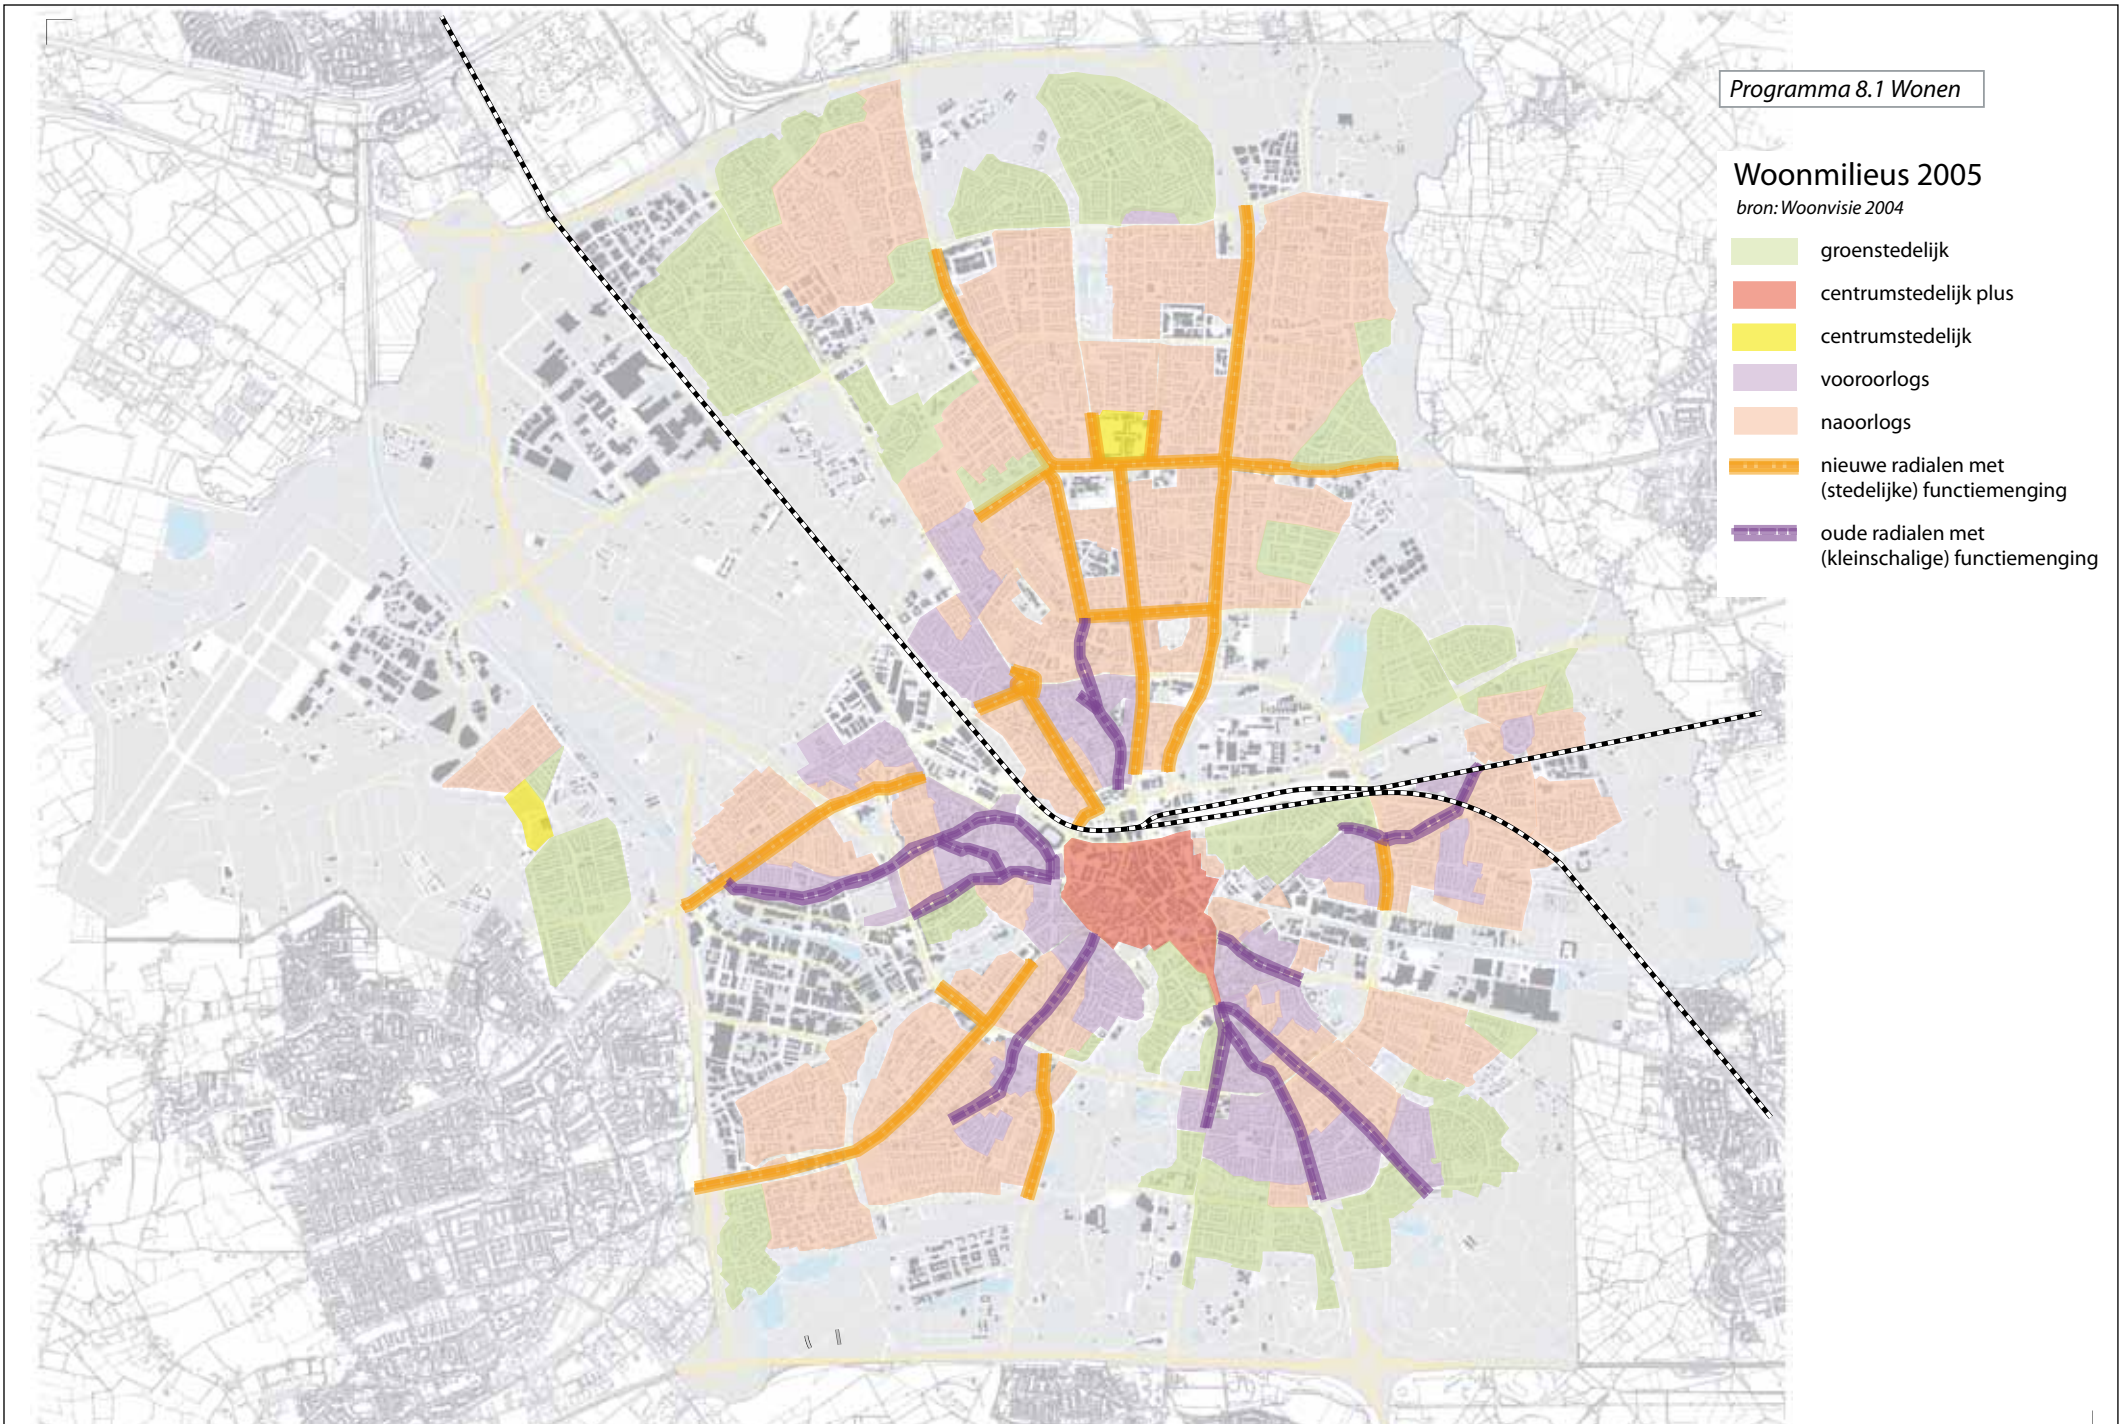 Programma 8.1 Wonen
Woonmilieus 2005
bron: Woonvisie 2004
groenstedelijk
centrumstedelijk plus
centrumstedelijk
vooroorlogs
naoorlogs
nieuwe radialen met
(stedelijke) functiemenging
oude radialen met
(kleinschalige) functiemenging